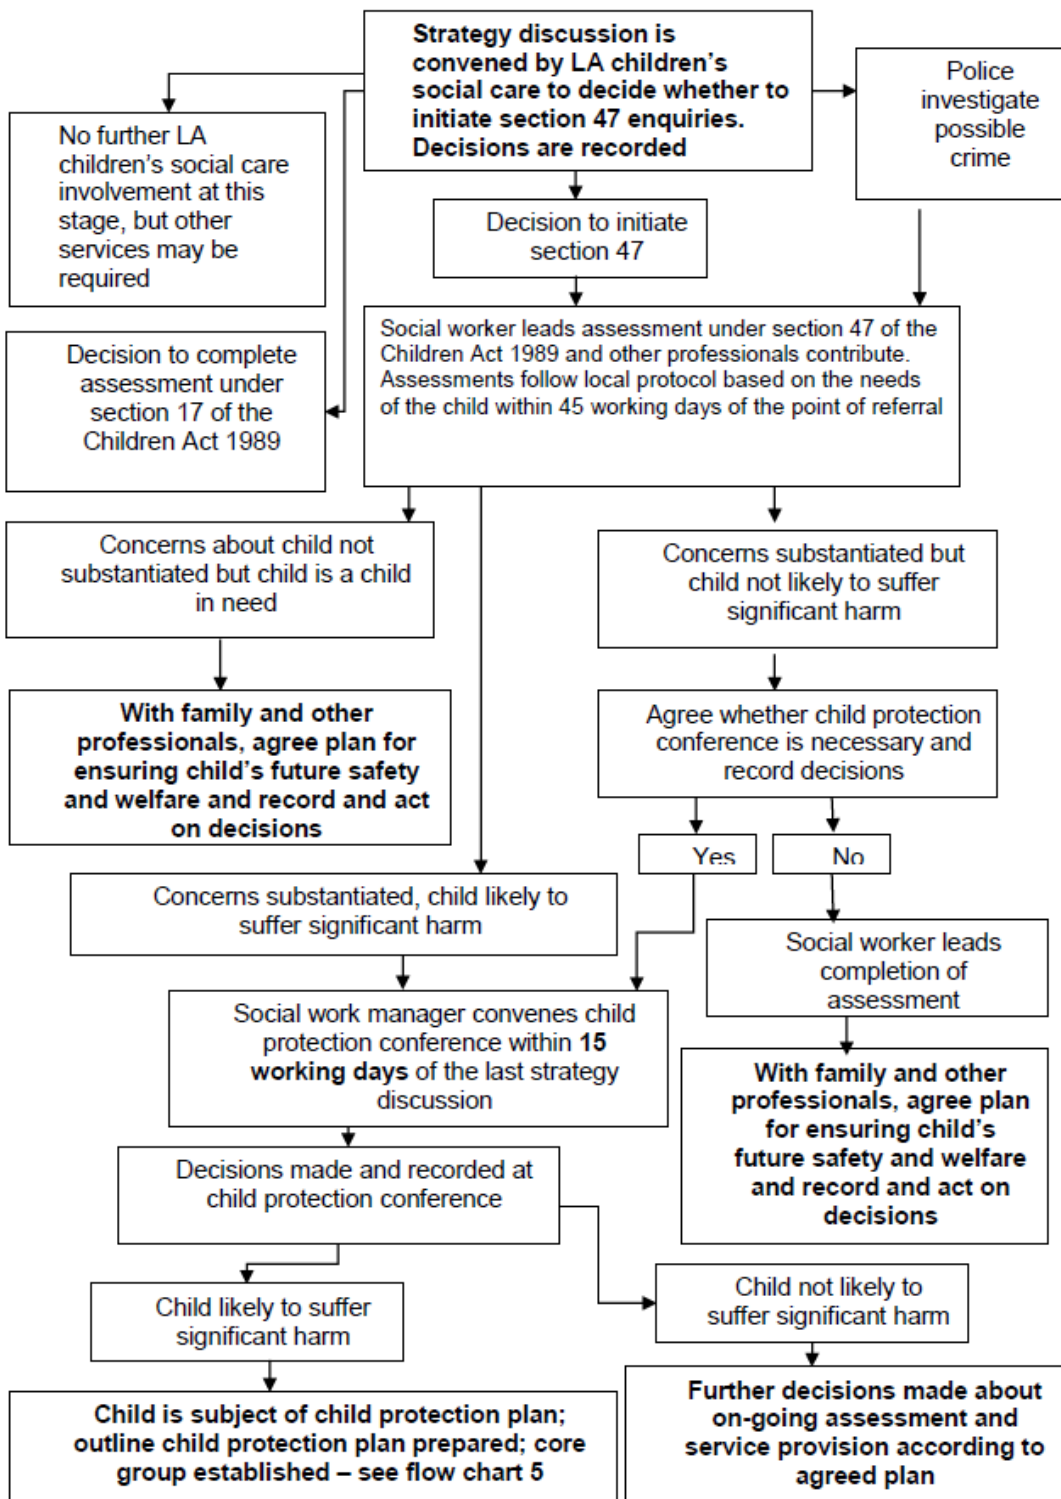 Strategy discussion is
convened by LA children’s
social care to decide whether to
initiate section 47 enquiries.
Decisions are recorded
Police
investigate
possible
crime
No further LA
children’s social care
involvement at this
stage, but other
services may be
required
Decision to initiate
section 47
Social worker leads assessment under section 47 of the
Children Act 1989 and other professionals contribute.
Assessments follow local protocol based on the needs
of the child within 45 working days of the point of referral
Decision to complete
assessment under
section 17 of the
Children Act 1989
Concerns about child not
substantiated but child is a child
in need
Concerns substantiated but
child not likely to suffer
significant harm
With family and other
professionals, agree plan for
ensuring child’s future safety
and welfare and record and act
on decisions
Agree whether child protection
conference is necessary and
record decisions
Yes
No
Concerns substantiated, child likely to
suffer significant harm
Social worker leads
completion of
assessment
Social work manager convenes child
protection conference within 15
working days of the last strategy
discussion
With family and other
professionals, agree plan
for ensuring child’s
future safety and welfare
and record and act on
decisions
Decisions made and recorded at
child protection conference
Child likely to suffer
significant harm
Child not likely to
suffer significant harm
Child is subject of child protection plan;
outline child protection plan prepared; core
group established – see flow chart 5
Further decisions made about
on-going assessment and
service provision according to
agreed plan